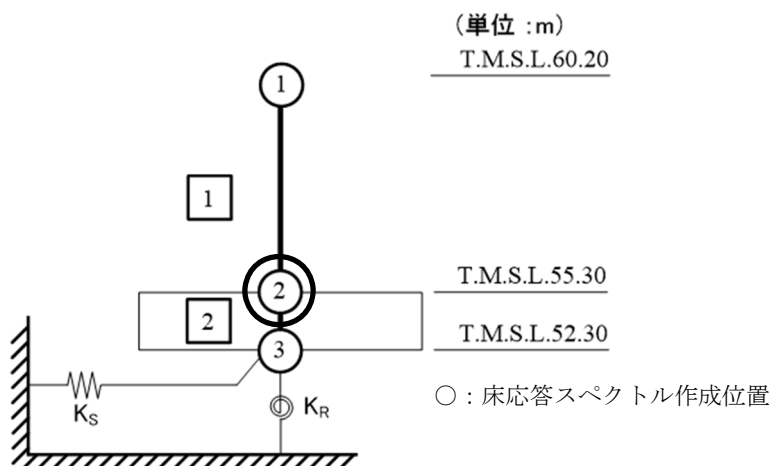 （単位 :m）
T.M.S.L.60.20
1
1
T.M.S.L.55.30
2
2
T.M.S.L.52.30
3
○：床応答スペクトル作成位置
KS
KR